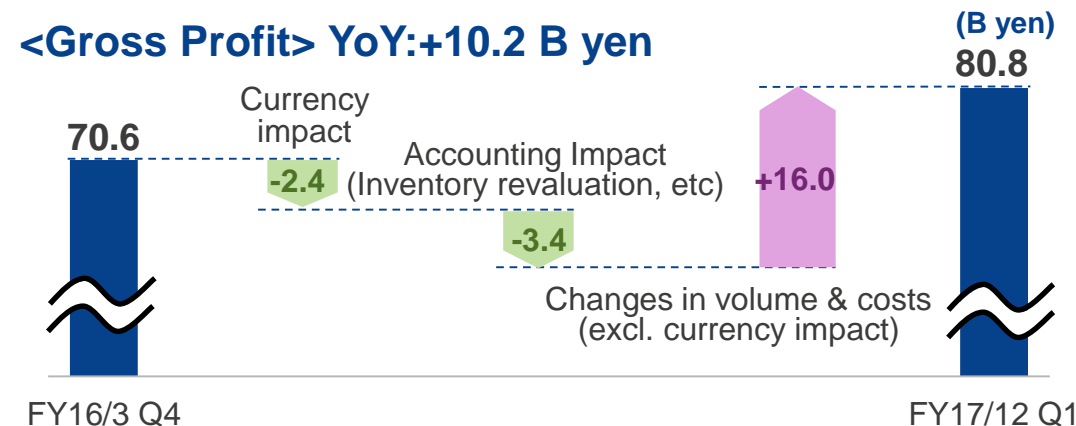 <Gross Profit> YoY:+10.2 B yen
(B yen)
80.8
70.6
Currency
impact
-2.4
Accounting Impact
(Inventory revaluation, etc)
-3.4
+16.0
Changes in volume & costs
(excl. currency impact)
FY16/3 Q4
FY17/12 Q1